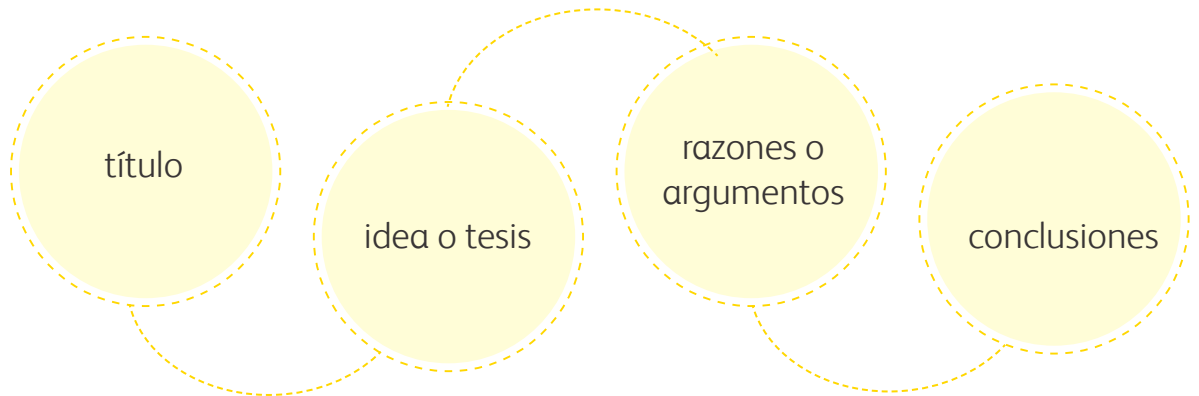 título
idea o tesis
razones o
argumentos
conclusiones